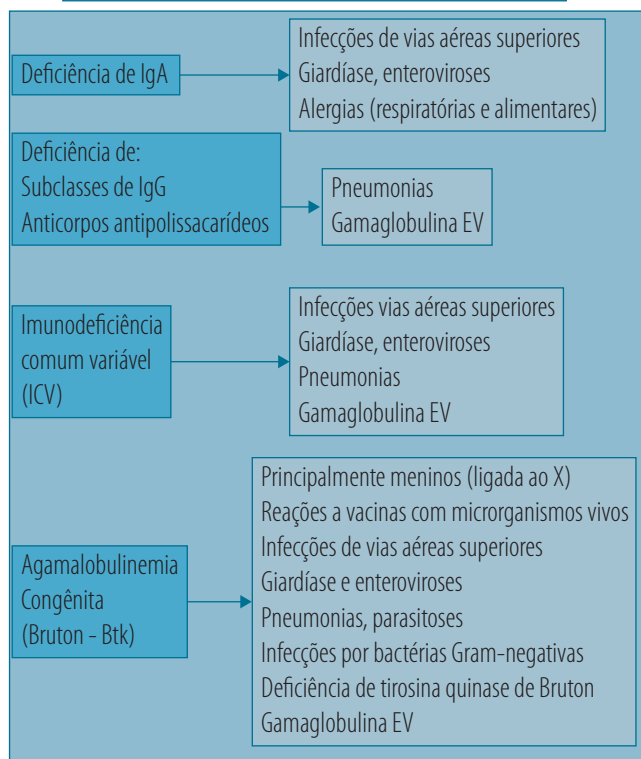 Deficiência de IgA
Infecções de vias aéreas superiores
Giardíase, enteroviroses
Alergias (respiratórias e alimentares)
Deficiência de:
Subclasses de IgG
Anticorpos antipolissacarídeos
Pneumonias
Gamaglobulina EV
Imunodeficiência
comum variável
(ICV)
Infecções vias aéreas superiores
Giardíase, enteroviroses
Pneumonias
Gamaglobulina EV
Agamalobulinemia
Congênita
(Bruton - Btk)
Principalmente meninos (ligada ao X)
Reações a vacinas com microrganismos vivos
Infecções de vias aéreas superiores
Giardíase e enteroviroses
Pneumonias, parasitoses
Infecções por bactérias Gram-negativas
Deficiência de tirosina quinase de Bruton
Gamaglobulina EV